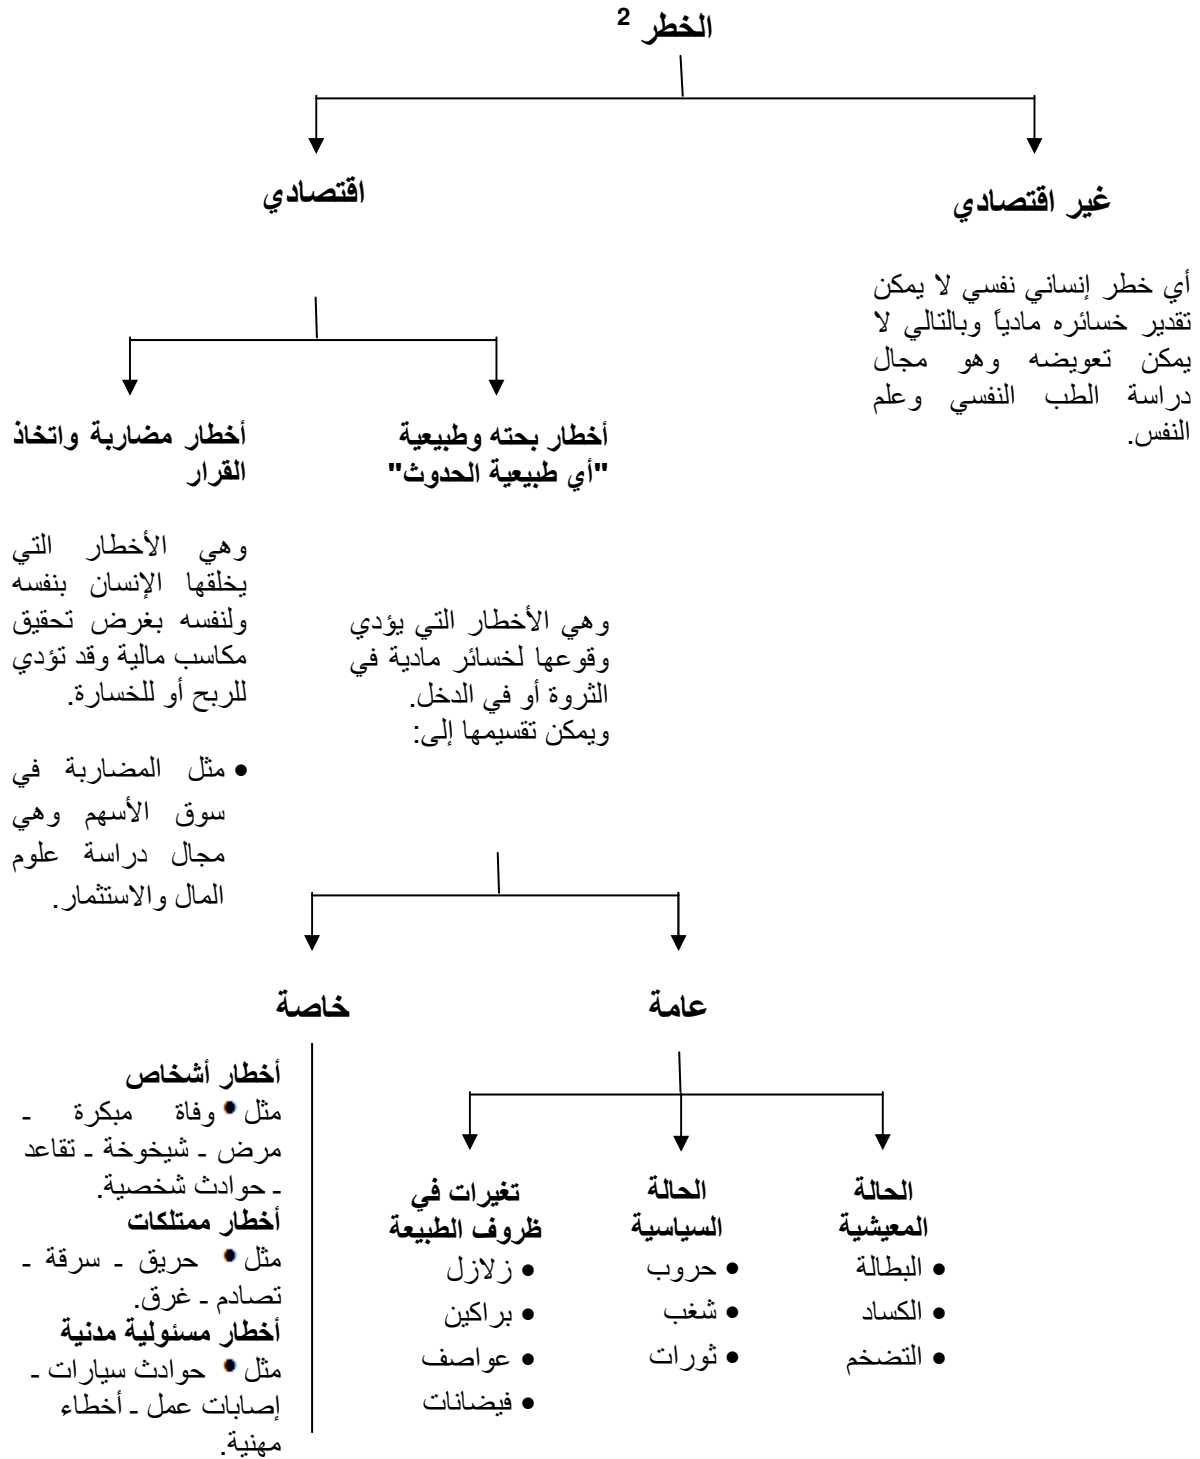 الخطر 2
غير اقتصادي
اقتصادي
أي خطر إنساني نفسي لا يمكن
تقدير خسائره مادياً وبالتالي لا
يمكن تعويضه وهو مجال
دراسة الطب النفسي وعلم
النفس.
أخطار بحته وطبيعية
"أي طبيعية الحدوث"
أخطار مضاربة واتخاذ
القرار
وهي الأخطار التي يؤدي
وقوعها لخسائر مادية في
الثروة أو في الدخل.
ويمكن تقسيمها إلى:
وهي الأخطار التي
يخلقها الإنسان بنفسه
ولنفسه بغرض تحقيق
مكاسب مالية وقد تؤدي
للربح أو للخسارة.
• مثل المضاربة في
سوق الأسهم وهي
مجال دراسة علوم
المال والاستثمار.
عامة
خاصة
الحالة
المعيشية
• البطالة
• الكساد
• التضخم
الحالة
السياسية
• حروب
• شغب
• ثورات
تغيرات في
ظروف الطبيعة
• زلازل
• براكين
• عواصف
• فيضانات
أخطار أشخاص
مثل • وفاة مبكرة ـ
مرض ـ شيخوخة ـ تقاعد
ـ حوادث شخصية.
أخطار ممتلكات
مثل • حريق ـ سرقة ـ
تصادم ـ غرق.
أخطار مسئولية مدنية
مثل • حوادث سيارات ـ
إصابات عمل ـ أخطاء
مهنية.